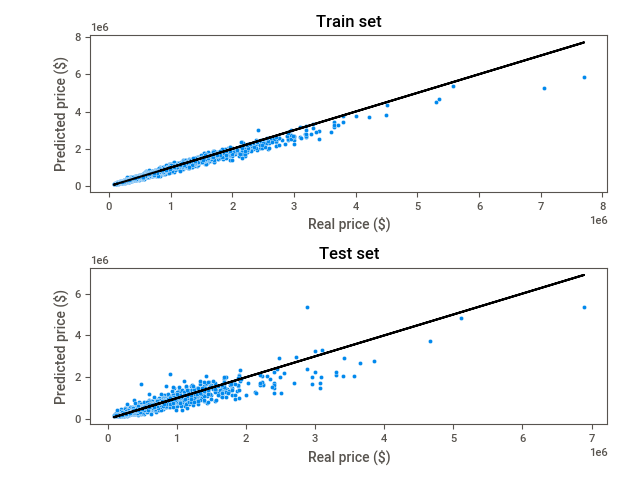 Train set
1e6
8
6
4
2
0
Predicted price ($)
0 1 2 3 4 5 6 7 8
1e6
Real price ($)
Test set
1e6
6
4
2
0
Predicted price ($)
0 1 2 3 4 5 6 7
1e6
Real price ($)